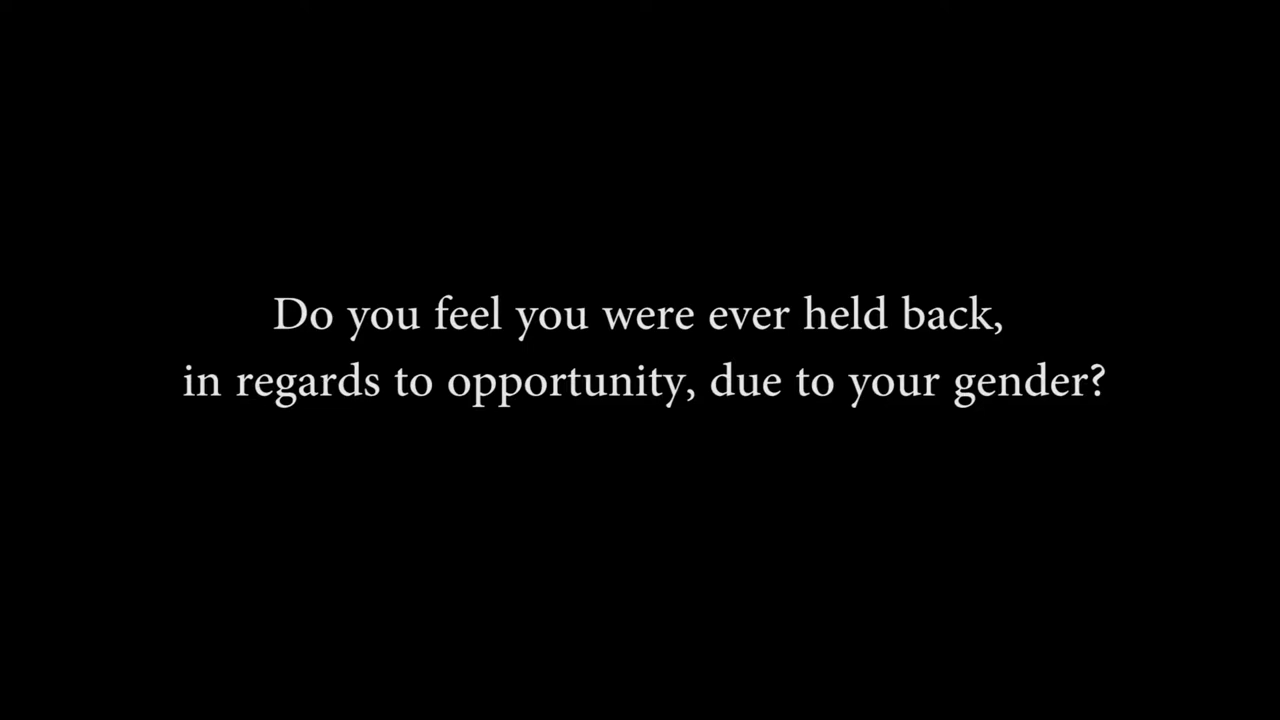 Do you feel you were ever held back,
in regards to opportunity, due to your gender?